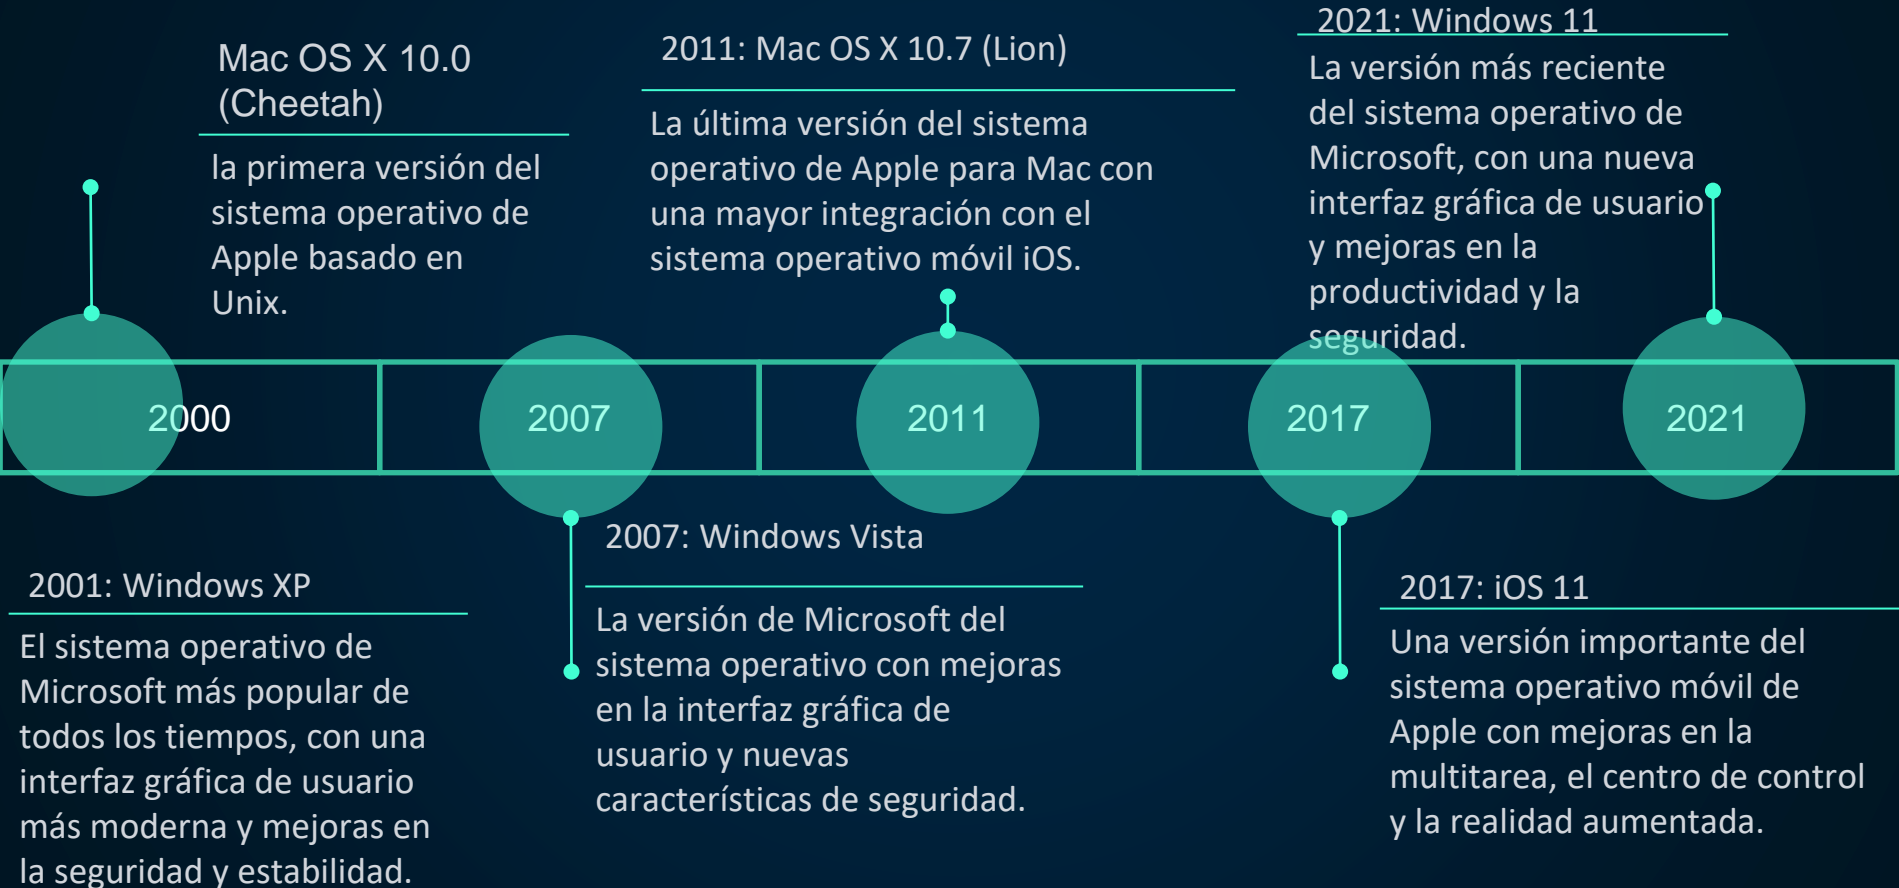 Mac OS X 10.0
(Cheetah)
la primera versión del
sistema operativo de
Apple basado en
Unix.
2011: Mac OS X 10.7 (Lion)
La última versión del sistema
operativo de Apple para Mac con
una mayor integración con el
sistema operativo móvil iOS.
2021: Windows 11
La versión más reciente
del sistema operativo de
Microsoft, con una nueva
interfaz gráfica de usuario
y mejoras en la
productividad y la
seguridad.
2000
2007
2011
2017
2021
2001: Windows XP
El sistema operativo de
Microsoft más popular de
todos los tiempos, con una
interfaz gráfica de usuario
más moderna y mejoras en
la seguridad y estabilidad.
2007: Windows Vista
La versión de Microsoft del
sistema operativo con mejoras
en la interfaz gráfica de
usuario y nuevas
características de seguridad.
2017: iOS 11
Una versión importante del
sistema operativo móvil de
Apple con mejoras en la
multitarea, el centro de control
y la realidad aumentada.